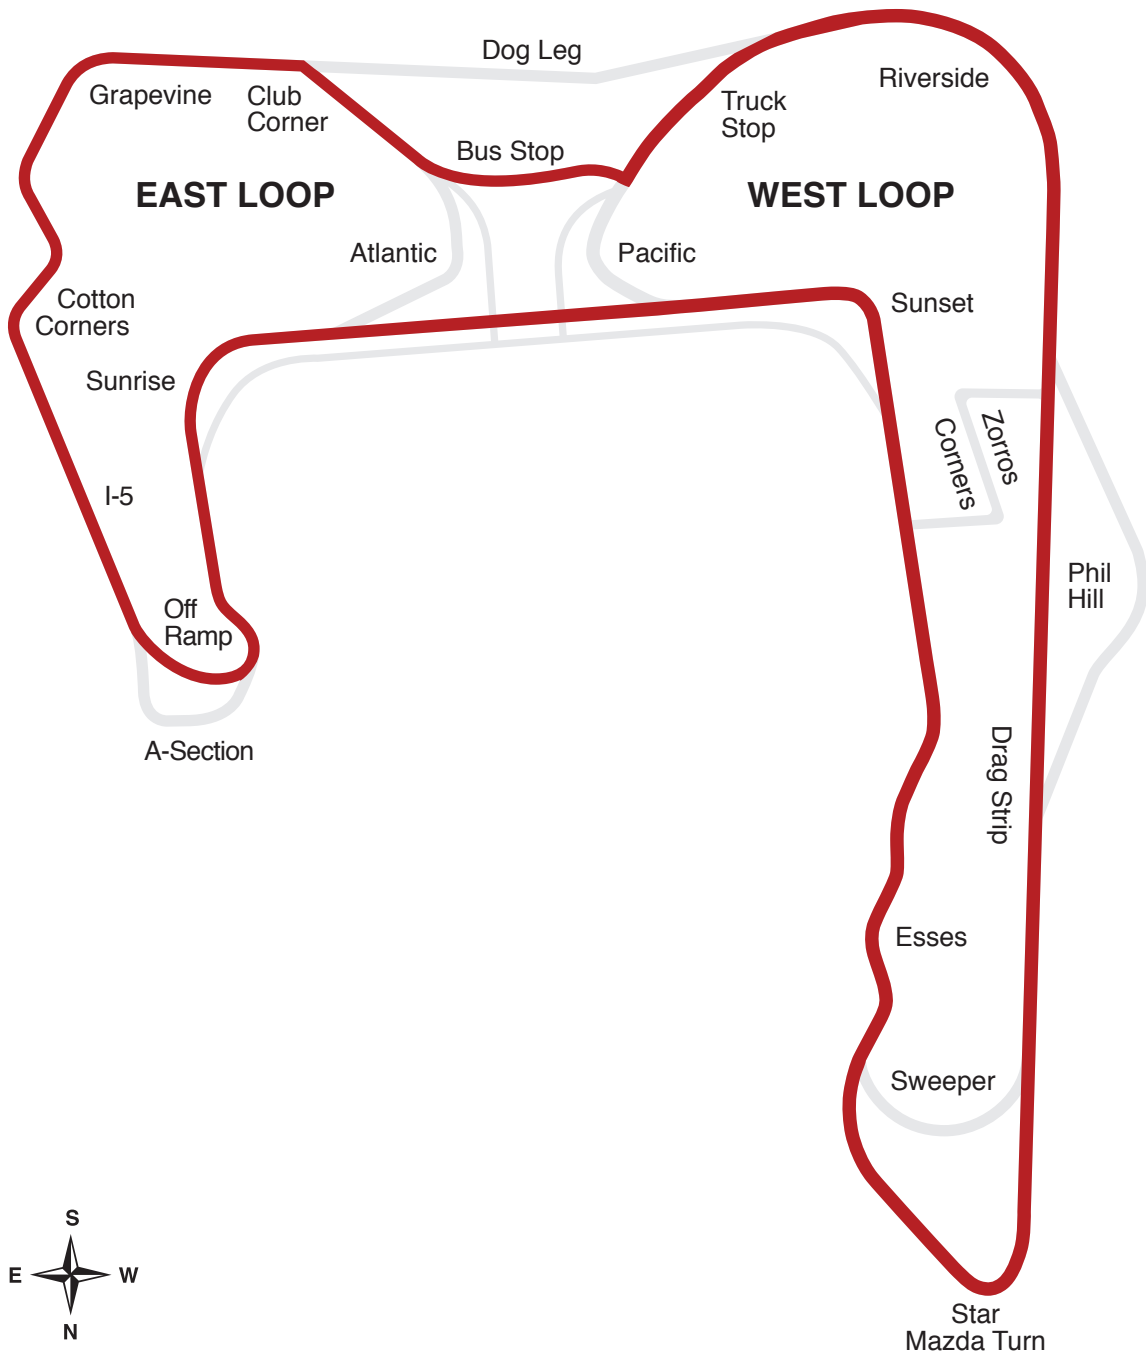 Dog Leg
Riverside
Grapevine
Club
Corner
Truck
Stop
Bus Stop
EAST LOOP
WEST LOOP
Atlantic
Pacific
Cotton
Corners
Sunset
Sunrise
Zorros
Corners
I-5
Phil
Hill
Off
Ramp
A-Section
Drag Strip
Esses
Sweeper
S
E
W
N
Star
Mazda Turn